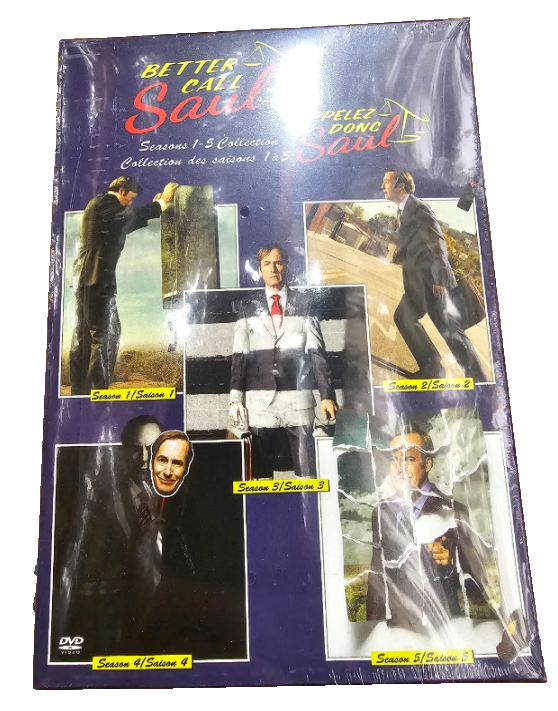 BETTER
CALL
Saul
PPELEZ
DONC
Saul
Seasons 1-5 Collection
Collection des saisons 1 à 5
Season 1/Saison 1
Season 2/Saison 2
Season 3/Saison 3
Season 4/Saison 4
Season 5/Saison 5
DVD
VIDEO